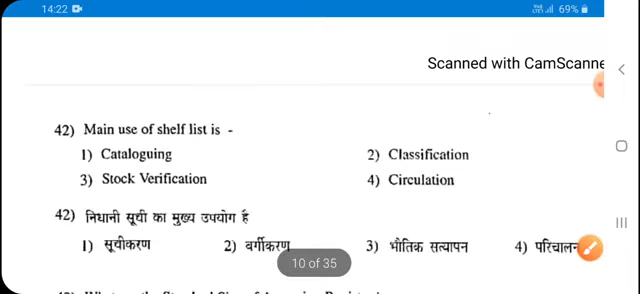 14:22 69%
Scanned with CamScanne
42) Main use of shelf list is -
1) Cataloguing 2) Classification
3) Stock Verification 4) Circulation
42) निधानी सूची का मुख्य उपयोग है
1) सूचीकरण 2) वर्गीकरण 3) भौतिक सत्यापन 4) परिचालन
10 of 35